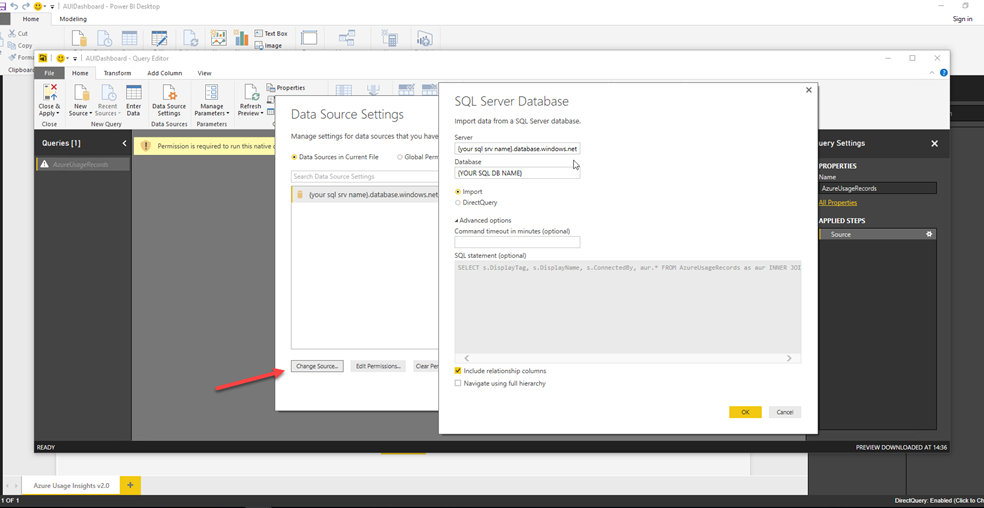 AUIDashboard - Power BI Desktop
Home
Modeling
Sign in
Cut
Copy
Clipboard
Text Box
Image
AUIDashboard - Query Editor
File
Home
Transform
Add Column
View
Close &
Apply
New
Source
Recent
Sources
Enter
Data
Data Source
Settings
Manage
Parameters
Refresh
Preview
Properties
Close
New Query
Data Sources
Parameters
Queries [1]
AzureUsageRecords
Permission is required to run this native
Data Source Settings
Manage settings for data sources that you have
Data Sources in Current File
Global Perm
Search Data Source Settings
{your sql srv name}.database.windows.net
Change Source...
Edit Permissions...
Clear Per
SQL Server Database
Import data from a SQL Server database.
Server
{your sql srv name}.database.windows.net
Database
{YOUR SQL DB NAME}
Import
DirectQuery
Advanced options
Command timeout in minutes (optional)
SQL statement (optional)
SELECT s.DisplayTag, s.DisplayName, s.ConnectedBy, aur.* FROM AzureUsageRecords as aur INNER JOI
Include relationship columns
Navigate using full hierarchy
OK
Cancel
uery Settings
PROPERTIES
Name
AzureUsageRecords
All Properties
APPLIED STEPS
Source
READY
PREVIEW DOWNLOADED AT 14:36
Azure Usage Insights v2.0
1 OF 1
DirectQuery: Enabled (Click to Ch